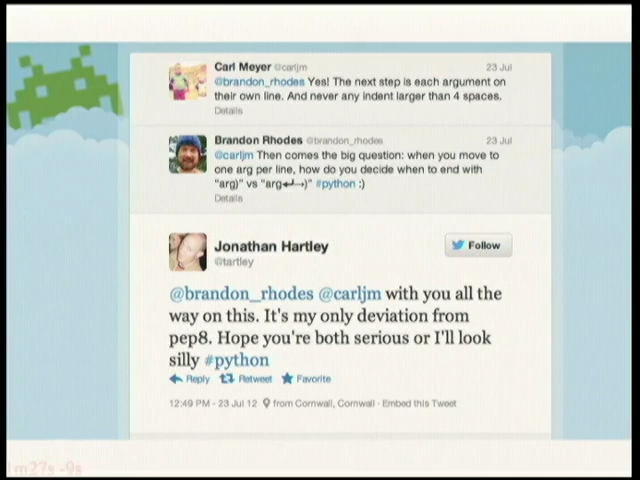 Carl Meyer @carljm 23 Jul
@brandon_rhodes Yes! The next step is each argument on
their own line. And never any indent larger than 4 spaces.
Details
Brandon Rhodes @brandon_rhodes 23 Jul
@carljm Then comes the big question: when you move to
one arg per line, how do you decide when to end with
"arg)" vs "arg↵→)" #python :)
Details
Jonathan Hartley
@tartley
Follow
@brandon_rhodes @carljm with you all the
way on this. It's my only deviation from
pep8. Hope you're both serious or I'll look
silly #python
Reply Retweet Favorite
12:49 PM - 23 Jul 12 from Cornwall, Cornwall · Embed this Tweet
1m27s -9s